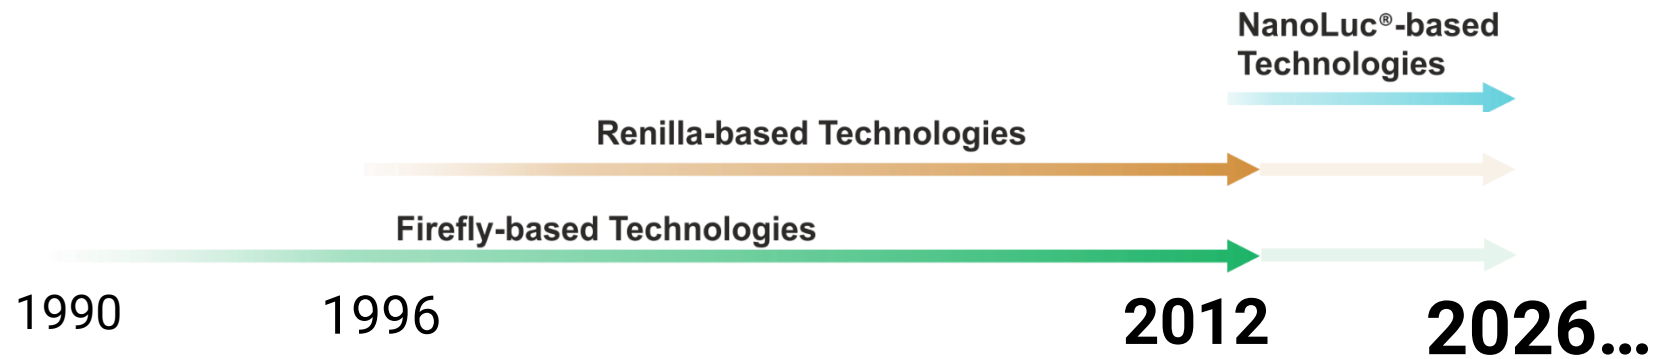 NanoLuc®-based
Technologies
Renilla-based Technologies
Firefly-based Technologies
1990
1996
2012
2026...